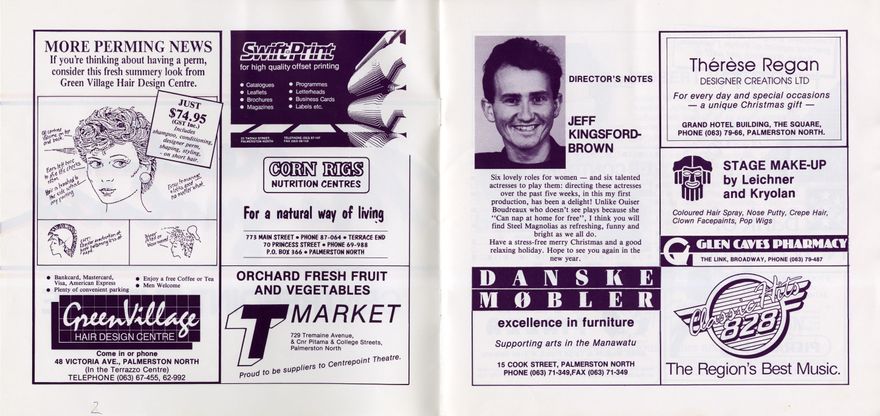 MORE PERMING NEWS
If you're thinking about having a perm,
consider this fresh summery look from
Green Village Hair Design Centre.
JUST
$74.95
(GST Inc.)
Includes
shampoo, conditioning,
designer perm,
shaping, styling,
- on short hair.
● Bankcard, Mastercard,
Visa, American Express
● Plenty of convenient parking
● Enjoy a free Coffee or Tea
● Men Welcome
Green Village
HAIR DESIGN CENTRE
Come in or phone
48 VICTORIA AVE., PALMERSTON NORTH
(In the Terrazzo Centre)
TELEPHONE (063) 67-455, 62-992
2
Swift Print
for high quality offset printing
● Catalogues
● Leaflets
● Brochures
● Magazines
● Programmes
● Letterheads
● Business Cards
● Labels etc.
PALMERSTON NORTH
CORN RIGS
NUTRITION CENTRES
For a natural way of living
773 MAIN STREET ● PHONE 87-064 ● TERRACE END
70 PRINCESS STREET ● PHONE 69-988
P.O. BOX 366 ● PALMERSTON NORTH
ORCHARD FRESH FRUIT
AND VEGETABLES
T MARKET
729 Tremaine Avenue,
& Cnr Pitama & College Streets,
Palmerston North
Proud to be suppliers to Centrepoint Theatre.
DIRECTOR'S NOTES
JEFF
KINGSFORD-
BROWN
Six lovely roles for women — and six talented
actresses to play them: directing these actresses
over the past five weeks, in this my first
production, has been a delight! Unlike Ouiser
Boudreaux who doesn't see plays because she
"Can nap at home for free", I think you will
find Steel Magnolias as refreshing, funny and
bright as we all do.
Have a stress-free merry Christmas and a good
relaxing holiday. Hope to see you again in the
new year.
DANSKE
MØBLER
excellence in furniture
Supporting arts in the Manawatu
15 COOK STREET, PALMERSTON NORTH
PHONE (063) 71-349,FAX (063) 71-349
Thérèse Regan
DESIGNER CREATIONS LTD
For every day and special occasions
— a unique Christmas gift —
GRAND HOTEL BUILDING, THE SQUARE,
PHONE (063) 79-66, PALMERSTON NORTH.
STAGE MAKE-UP
by Leichner
and Kryolan
Coloured Hair Spray, Nose Putty, Crepe Hair,
Clown Facepaints, Pop Wigs
GLEN CAVES PHARMACY
THE LINK, BROADWAY, PHONE (063) 79-487
Classic Hits
828
The Region's Best Music.